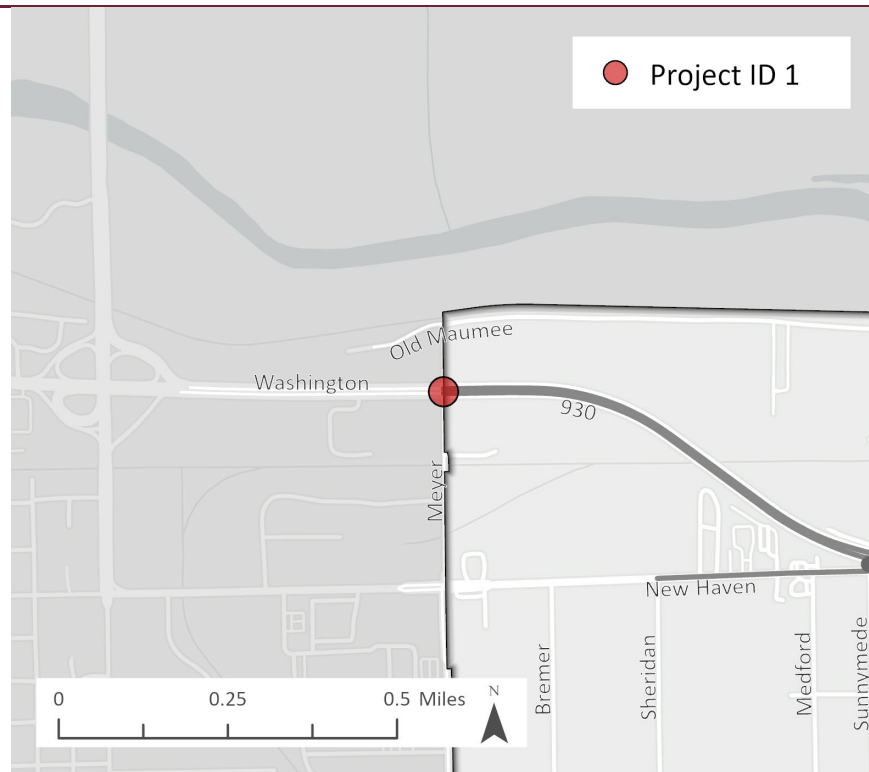 Project ID 1
Old Maumee
Washington
930
Meyer
New Haven
Bremer
Sheridan
Medford
Sunnymede
0 0.25 0.5 Miles
N